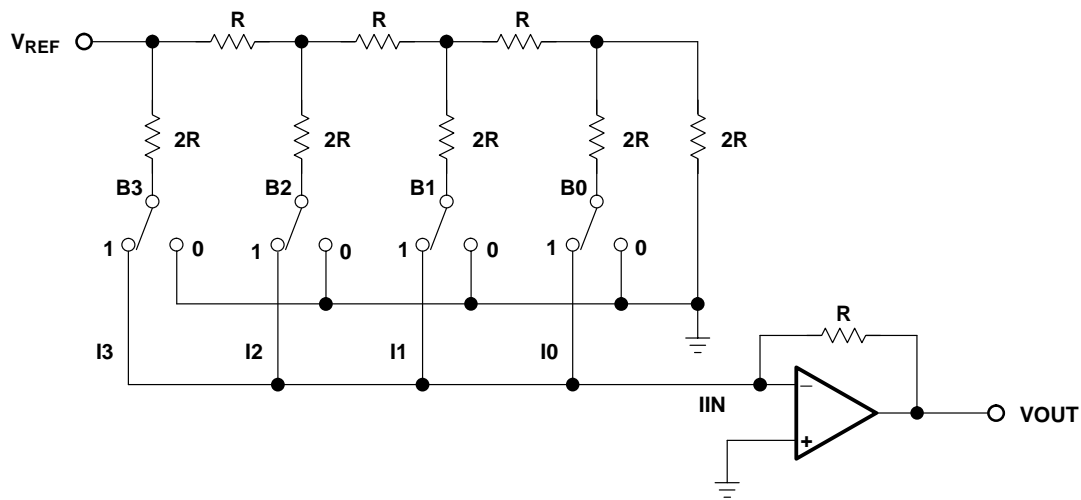 R R R
VREF
2R 2R 2R 2R 2R
B3 B2 B1 B0
1 0 1 0 1 0 1 0
I3 I2 I1 I0
R
IIN
−
+
VOUT